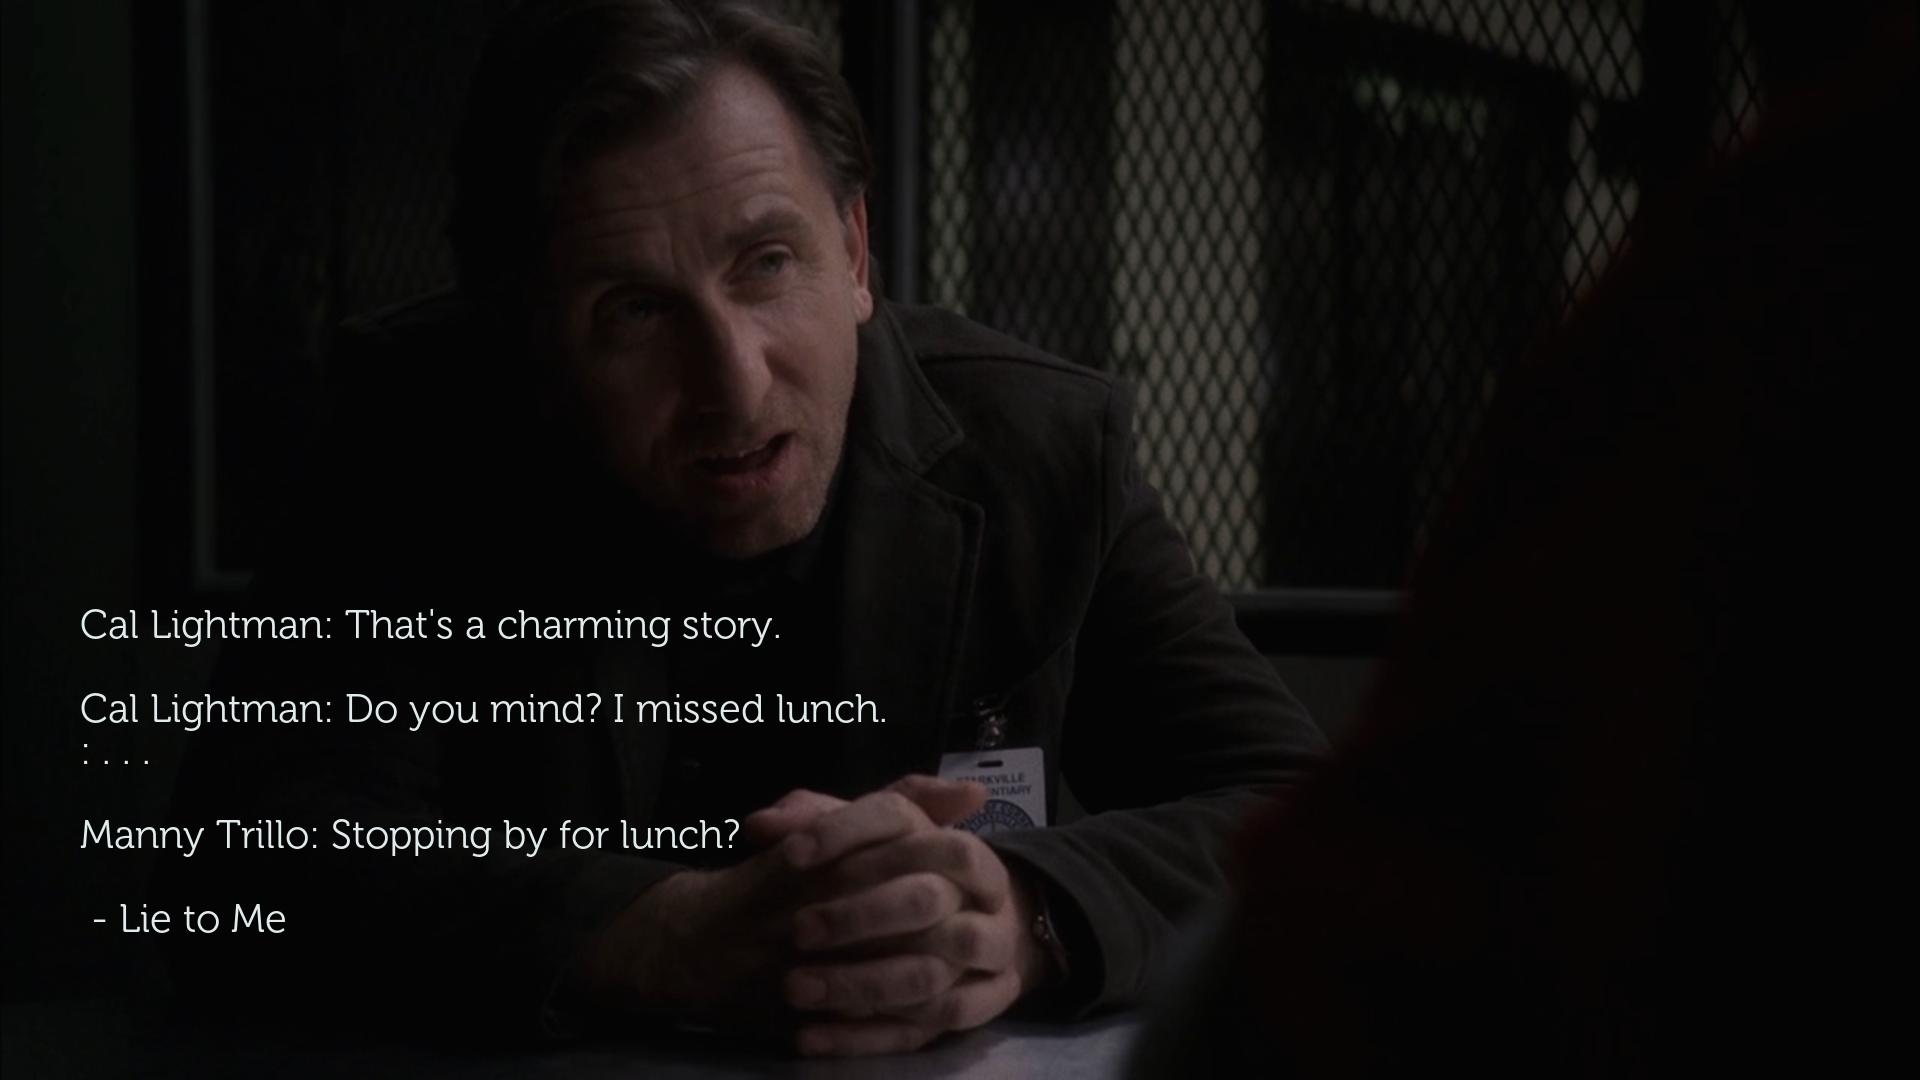 Cal Lightman: That's a charming story.
Cal Lightman: Do you mind? I missed lunch.
: . . .
Manny Trillo: Stopping by for lunch?
- Lie to Me